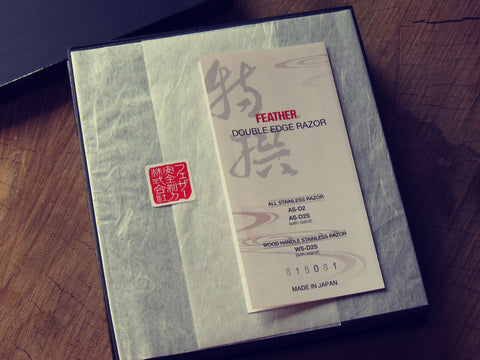 フェザー
安全剃刀
株式会社
特撰
FEATHER®
DOUBLE EDGE RAZOR
ALL STAINLESS RAZOR
AS-D2
AS-D2S
(with stand)
WOOD HANDLE STAINLESS RAZOR
WS-D2S
(with stand)
815081
MADE IN JAPAN